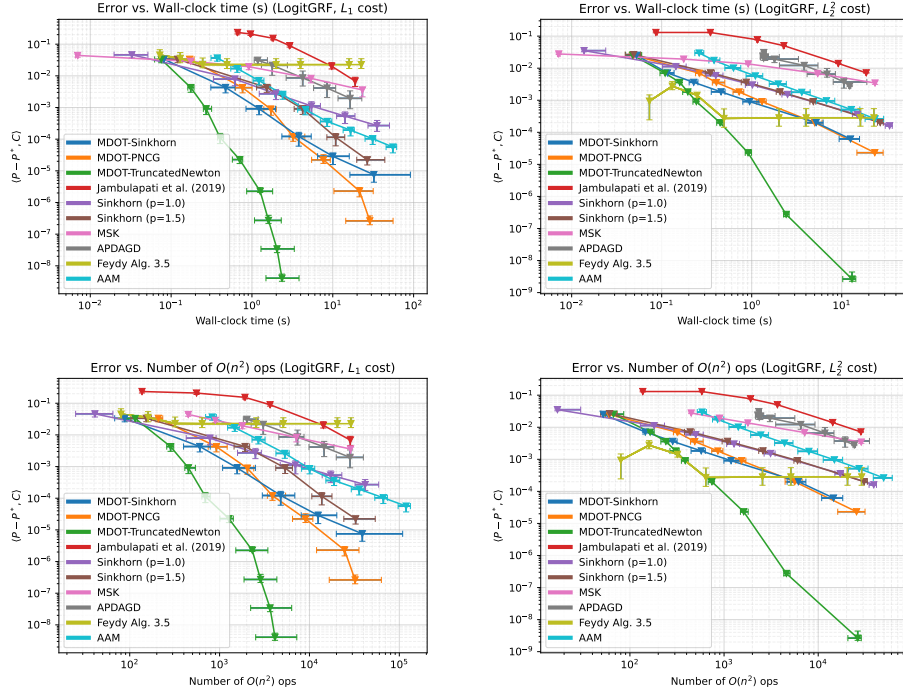 Error vs. Wall-clock time (s) (LogitGRF, L₁ cost)
⟨P − P*, C⟩
10⁻¹
10⁻²
10⁻³
10⁻⁴
10⁻⁵
10⁻⁶
10⁻⁷
10⁻⁸
MDOT-Sinkhorn
MDOT-PNCG
MDOT-TruncatedNewton
Jambulapati et al. (2019)
Sinkhorn (p=1.0)
Sinkhorn (p=1.5)
MSK
APDAGD
Feydy Alg. 3.5
AAM
10⁻² 10⁻¹ 10⁰ 10¹ 10²
Wall-clock time (s)
Error vs. Wall-clock time (s) (LogitGRF, L₂² cost)
⟨P − P*, C⟩
10⁻¹
10⁻²
10⁻³
10⁻⁴
10⁻⁵
10⁻⁶
10⁻⁷
10⁻⁸
10⁻⁹
MDOT-Sinkhorn
MDOT-PNCG
MDOT-TruncatedNewton
Jambulapati et al. (2019)
Sinkhorn (p=1.0)
Sinkhorn (p=1.5)
MSK
APDAGD
Feydy Alg. 3.5
AAM
10⁻² 10⁻¹ 10⁰ 10¹
Wall-clock time (s)
Error vs. Number of O(n²) ops (LogitGRF, L₁ cost)
⟨P − P*, C⟩
10⁻¹
10⁻²
10⁻³
10⁻⁴
10⁻⁵
10⁻⁶
10⁻⁷
10⁻⁸
MDOT-Sinkhorn
MDOT-PNCG
MDOT-TruncatedNewton
Jambulapati et al. (2019)
Sinkhorn (p=1.0)
Sinkhorn (p=1.5)
MSK
APDAGD
Feydy Alg. 3.5
AAM
10² 10³ 10⁴ 10⁵
Number of O(n²) ops
Error vs. Number of O(n²) ops (LogitGRF, L₂² cost)
⟨P − P*, C⟩
10⁻¹
10⁻²
10⁻³
10⁻⁴
10⁻⁵
10⁻⁶
10⁻⁷
10⁻⁸
10⁻⁹
MDOT-Sinkhorn
MDOT-PNCG
MDOT-TruncatedNewton
Jambulapati et al. (2019)
Sinkhorn (p=1.0)
Sinkhorn (p=1.5)
MSK
APDAGD
Feydy Alg. 3.5
AAM
10² 10³ 10⁴
Number of O(n²) ops